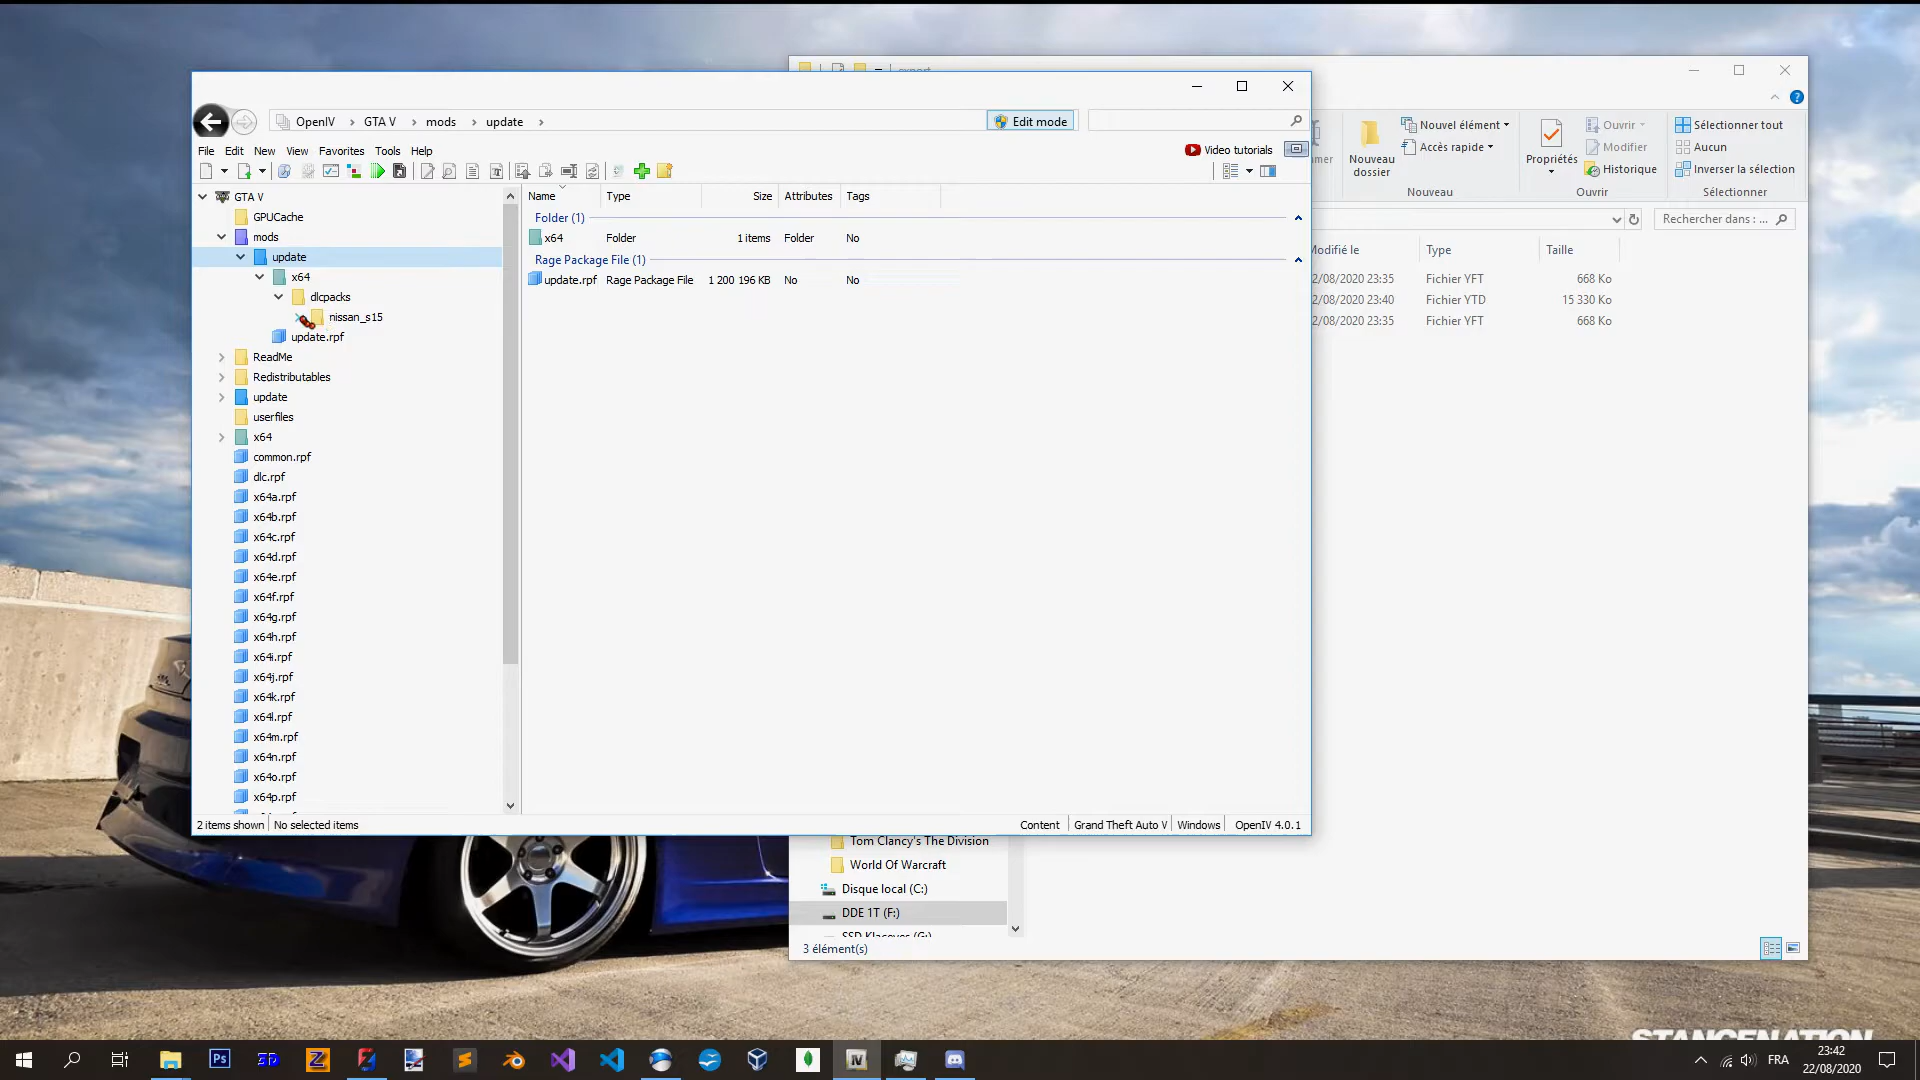 OpenIV
GTA V
mods
update
Edit mode
File Edit New View Favorites Tools Help
Video tutorials
GTA V
GPUCache
mods
update
x64
dlcpacks
nissan_s15
update.rpf
ReadMe
Redistributables
update
userfiles
x64
common.rpf
dlc.rpf
x64a.rpf
x64b.rpf
x64c.rpf
x64d.rpf
x64e.rpf
x64f.rpf
x64g.rpf
x64h.rpf
x64i.rpf
x64j.rpf
x64k.rpf
x64l.rpf
x64m.rpf
x64n.rpf
x64o.rpf
x64p.rpf
Name Type Size Attributes Tags
Folder (1)
x64 Folder 1 items Folder No
Rage Package File (1)
update.rpf Rage Package File 1 200 196 KB No No
2 items shown No selected items
Content Grand Theft Auto V Windows OpenIV 4.0.1
Nouveau
dossier
Nouvel élément
Accès rapide
Nouveau
Propriétés
Ouvrir
Modifier
Historique
Ouvrir
Sélectionner tout
Aucun
Inverser la sélection
Sélectionner
Rechercher dans : ...
Modifié le Type Taille
2/08/2020 23:35 Fichier YFT 668 Ko
2/08/2020 23:40 Fichier YTD 15 330 Ko
2/08/2020 23:35 Fichier YFT 668 Ko
Tom Clancy's The Division
World Of Warcraft
Disque local (C:)
DDE 1T (F:)
3 élément(s)
STANCENATION
Ps
3D
IV
FRA
23:42
22/08/2020